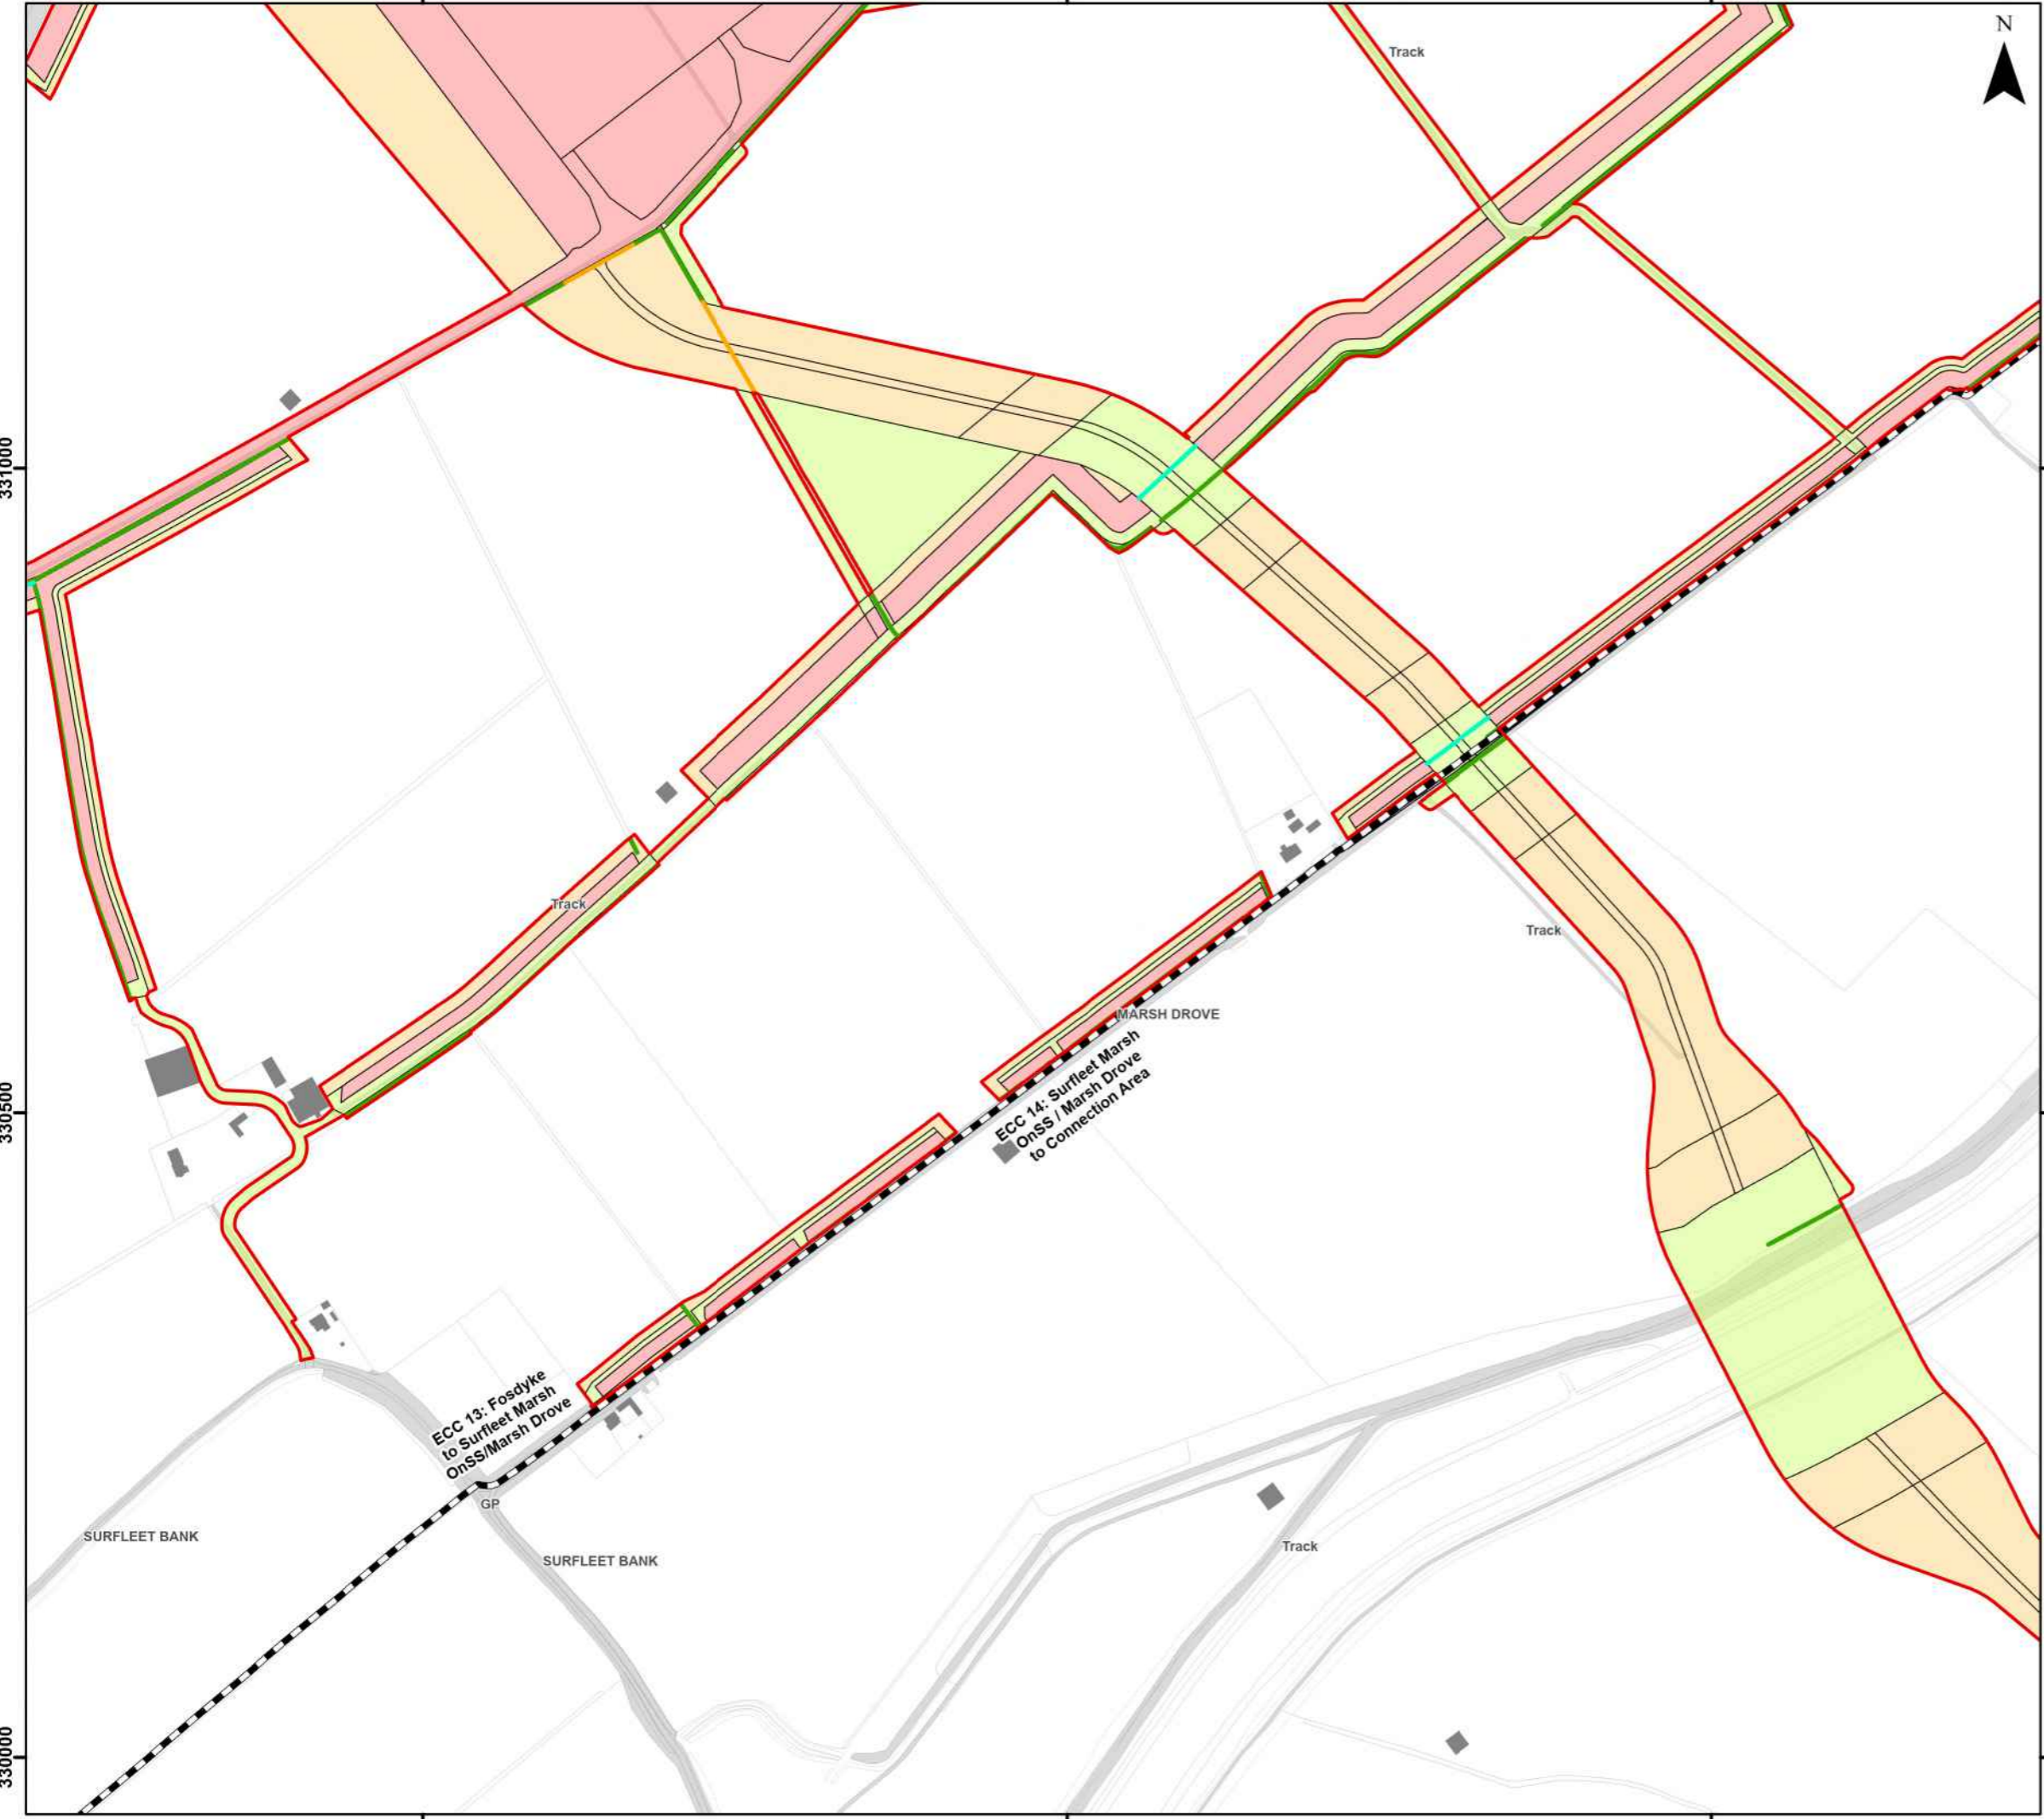 N
Track
331000
Track
Track
MARSH DROVE
ECC 14: Surfleet Marsh
OnSS / Marsh Drove
to Connection Area
330500
ECC 13: Fosdyke
to Surfleet Marsh
OnSS/Marsh Drove
GP
SURFLEET BANK
SURFLEET BANK
Track
330000